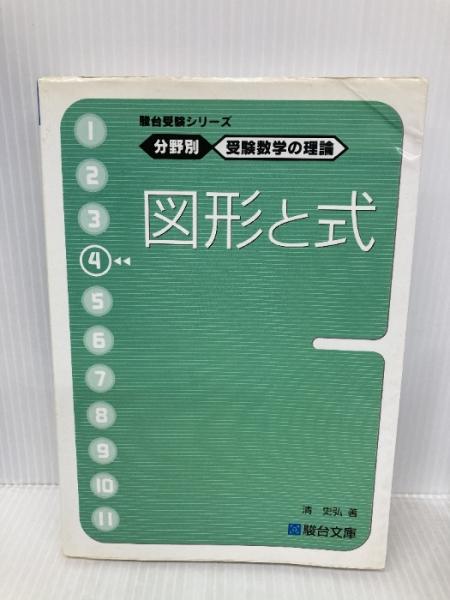 駿台受験シリーズ
分野別 受験数学の理論
図形と式
1
2
3
4
5
6
7
8
9
10
11
清 史弘 著
駿台文庫